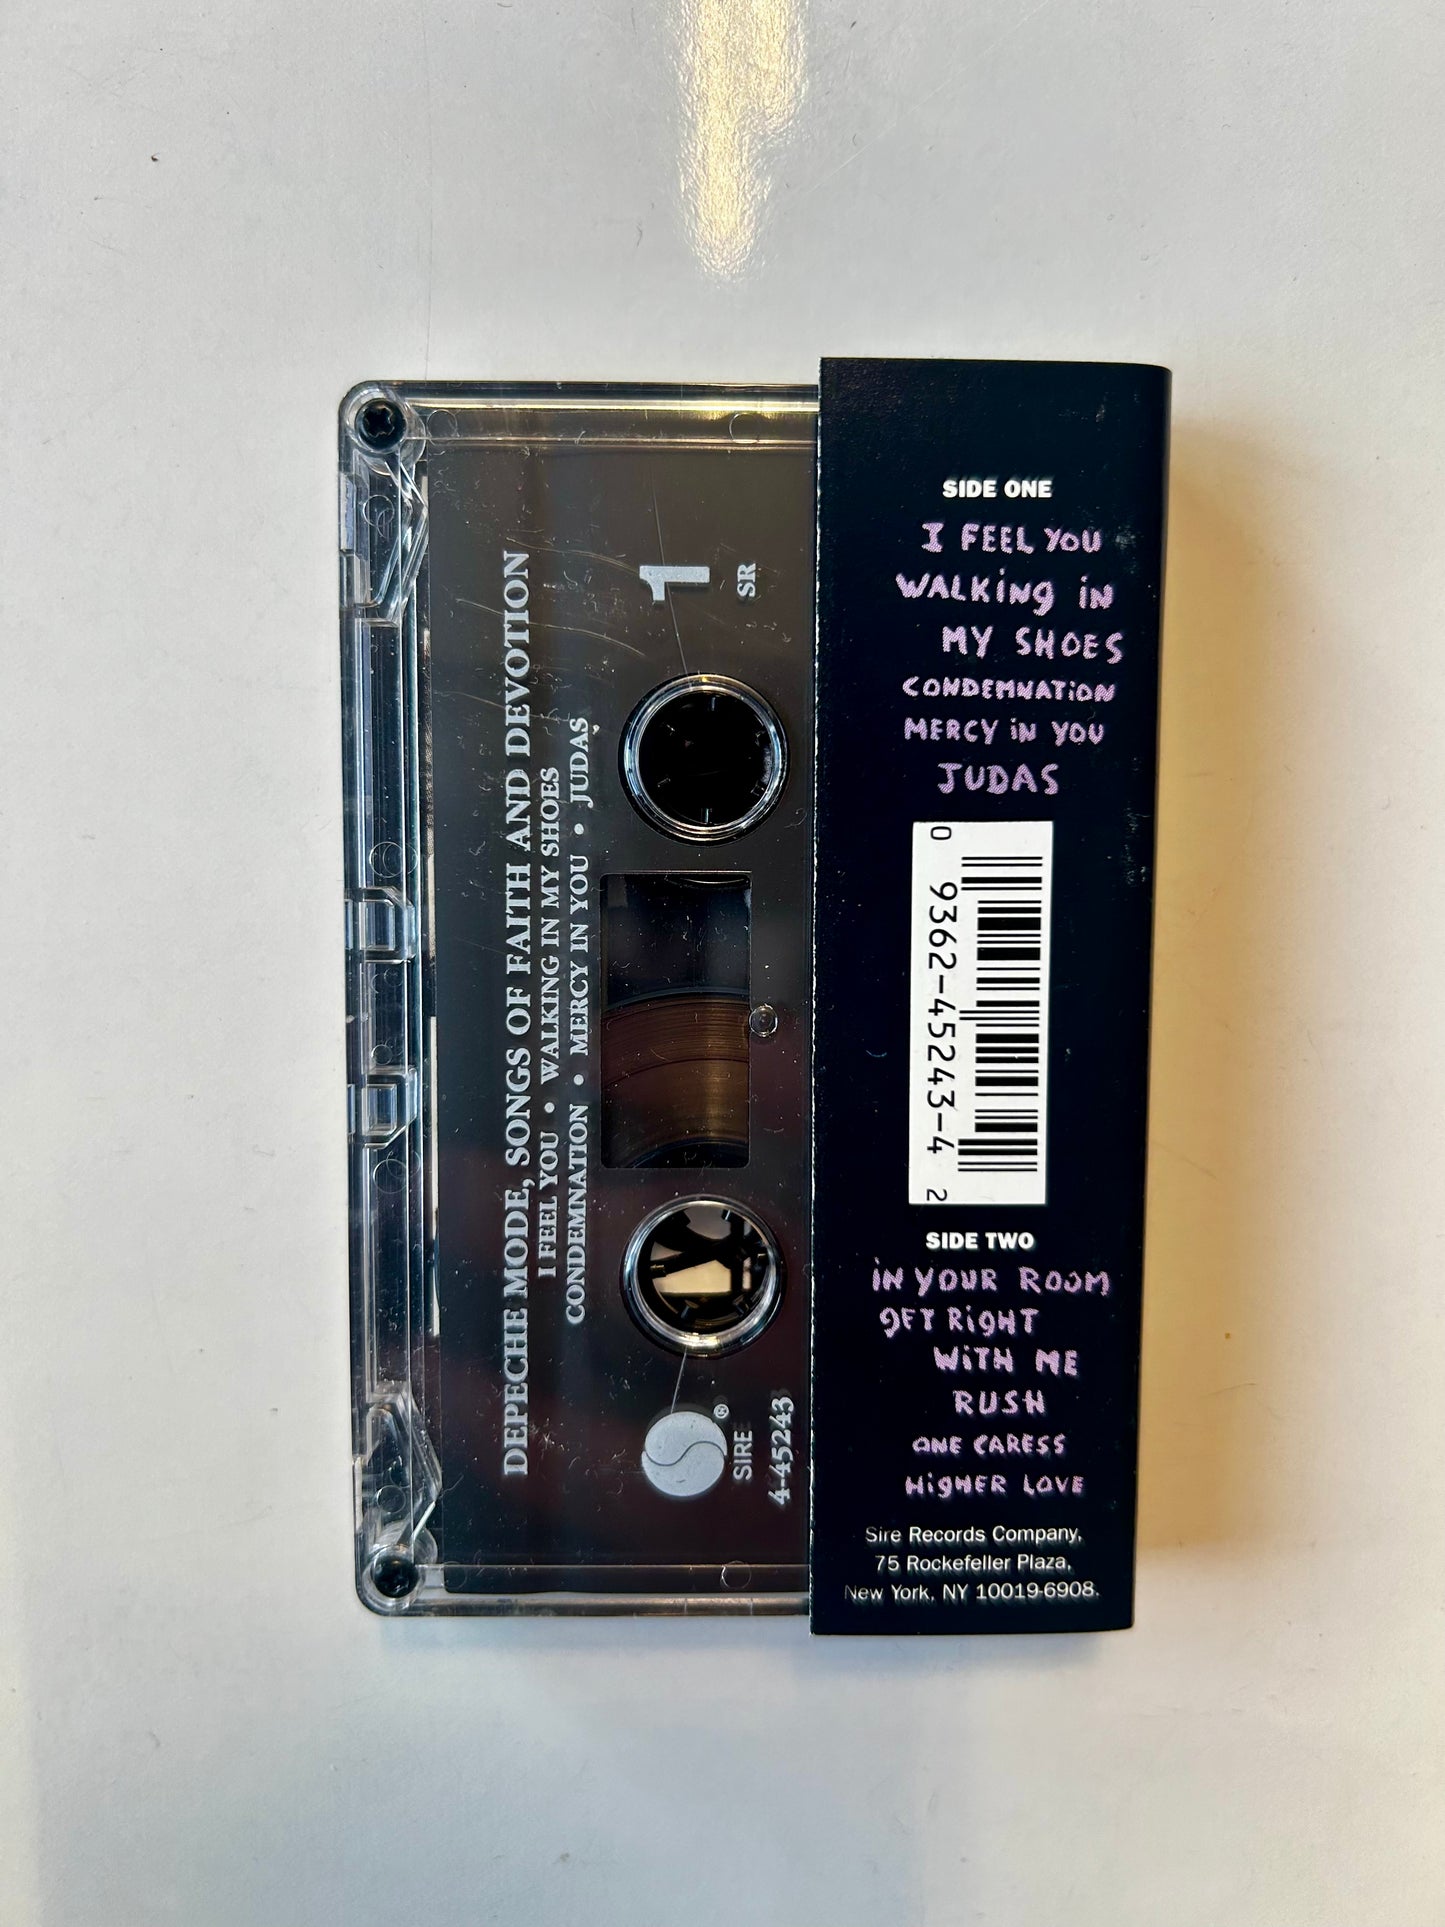 DEPECHE MODE, SONGS OF FAITH AND DEVOTION
I FEEL YOU • WALKING IN MY SHOES
CONDEMNATION • MERCY IN YOU • JUDAS
1
SR
®
SIRE
4-45243
SIDE ONE
I FEEL YOU
WALKiNg iN
MY SHOES
CONDEMNATiON
MERCY iN YOU
JUDAS
0 9362-45243-4 2
SIDE TWO
iN YOUR ROOM
gET RigHT
WiTH ME
RUSH
ONE CARESS
HigHER LOVE
Sire Records Company,
75 Rockefeller Plaza,
New York, NY 10019-6908.